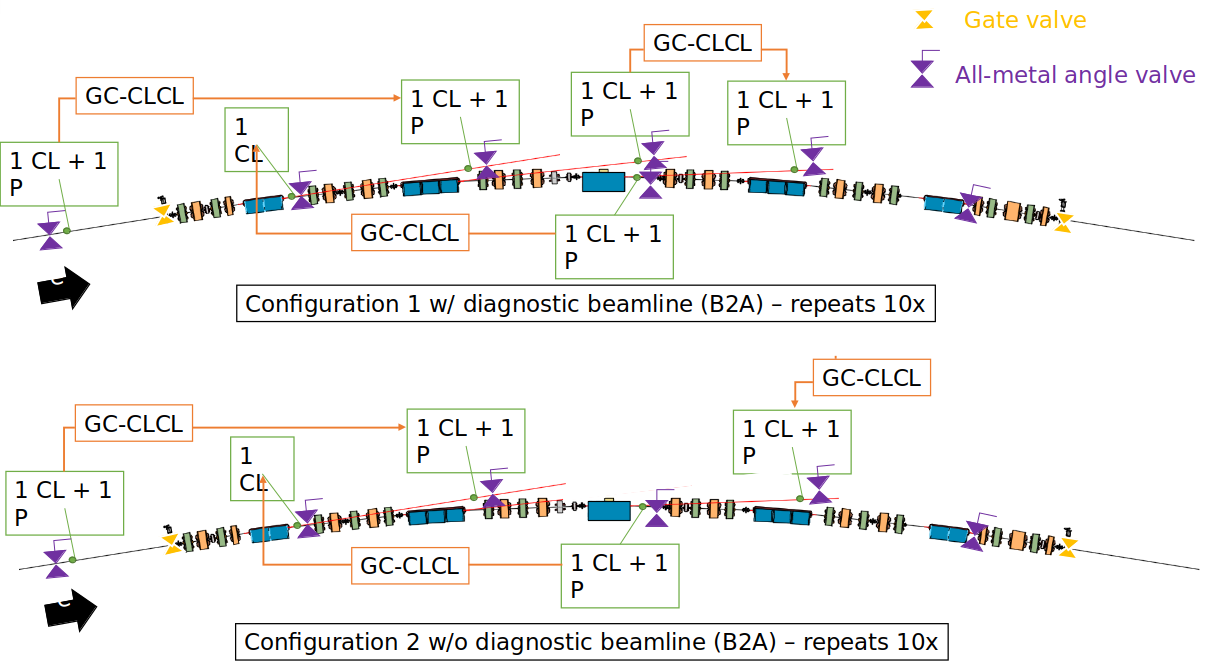 Gate valve
All-metal angle valve
GC-CLCL
GC-CLCL
1 CL + 1
P
1 CL + 1
P
1 CL + 1
P
1
CL
1 CL + 1
P
GC-CLCL
1 CL + 1
P
Configuration 1 w/ diagnostic beamline (B2A) – repeats 10x
GC-CLCL
GC-CLCL
1 CL + 1
P
1 CL + 1
P
1
CL
1 CL + 1
P
GC-CLCL
1 CL + 1
P
Configuration 2 w/o diagnostic beamline (B2A) – repeats 10x